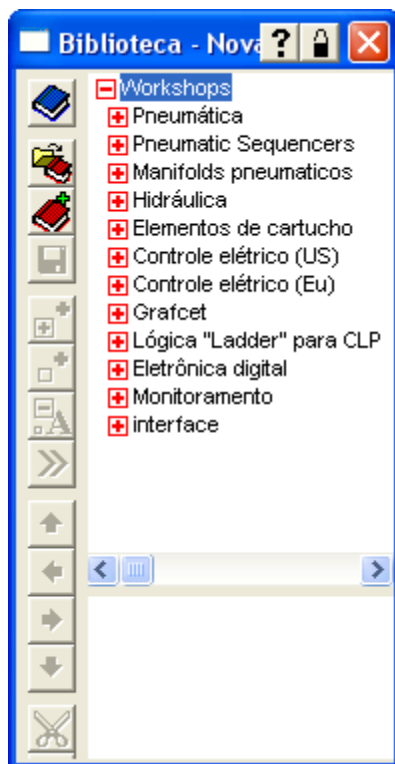 Biblioteca - Nova
Workshops
Pneumática
Pneumatic Sequencers
Manifolds pneumaticos
Hidráulica
Elementos de cartucho
Controle elétrico (US)
Controle elétrico (Eu)
Grafcet
Lógica "Ladder" para CLP
Eletrônica digital
Monitoramento
interface